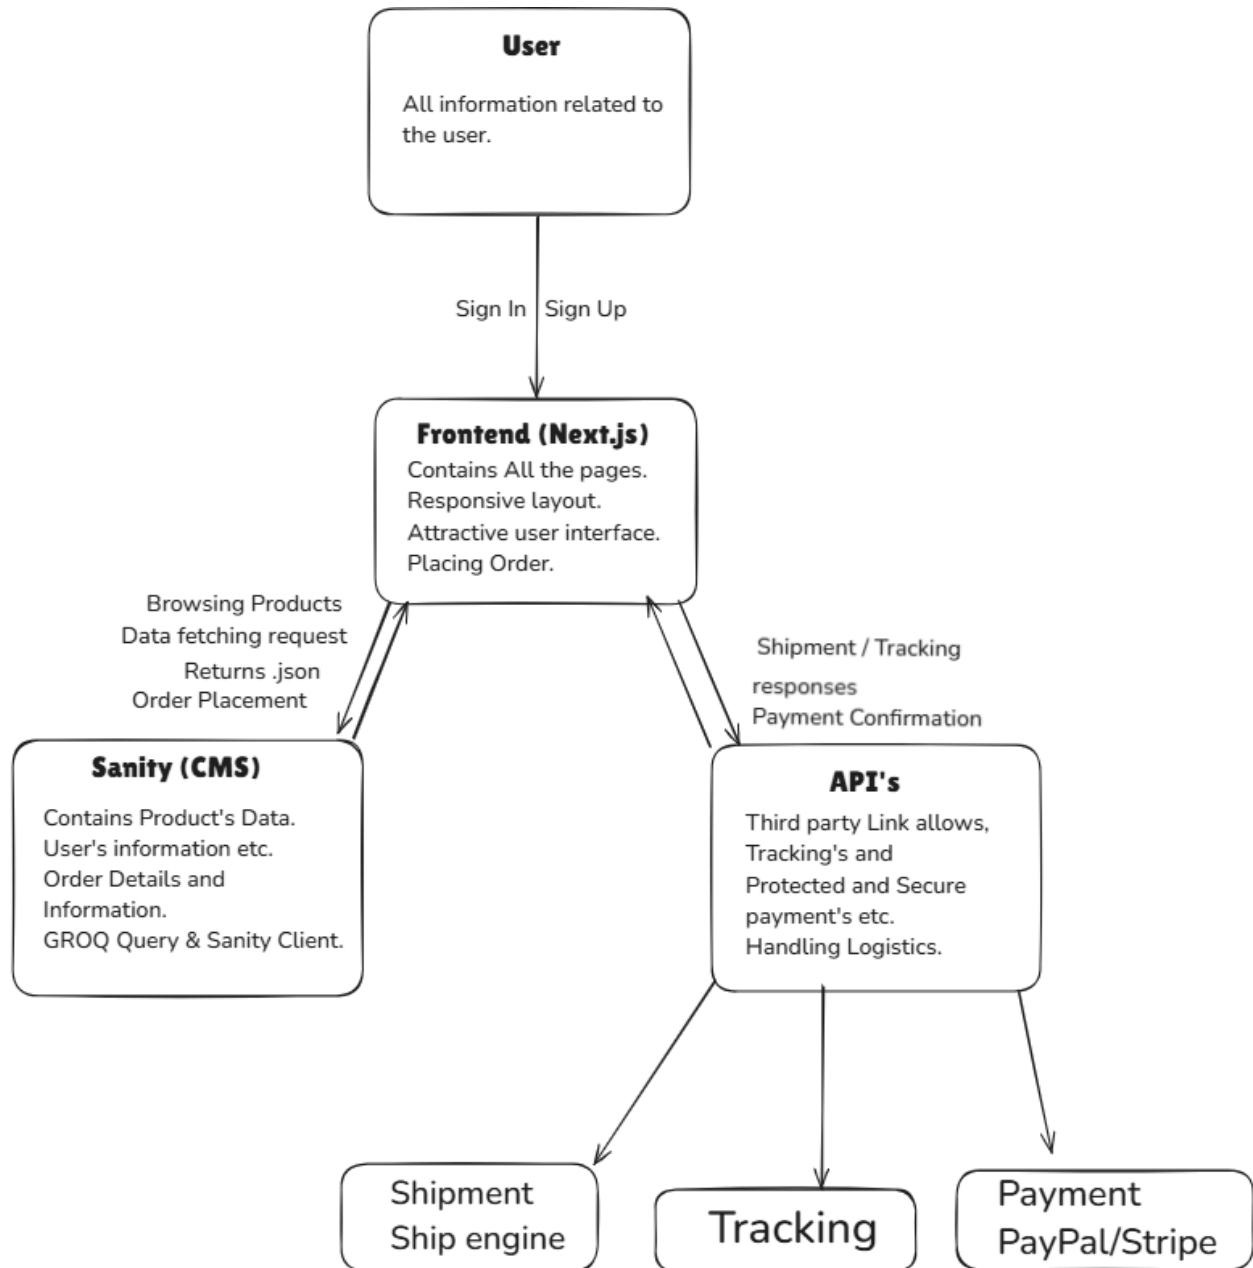 User
All information related to
the user.
Sign In
Sign Up
Frontend (Next.js)
Contains All the pages.
Responsive layout.
Attractive user interface.
Placing Order.
Browsing Products
Data fetching request
Returns .json
Order Placement
Shipment / Tracking
responses
Payment Confirmation
Sanity (CMS)
Contains Product's Data.
User's information etc.
Order Details and
Information.
GROQ Query & Sanity Client.
API's
Third party Link allows,
Tracking's and
Protected and Secure
payment's etc.
Handling Logistics.
Shipment
Ship engine
Tracking
Payment
PayPal/Stripe